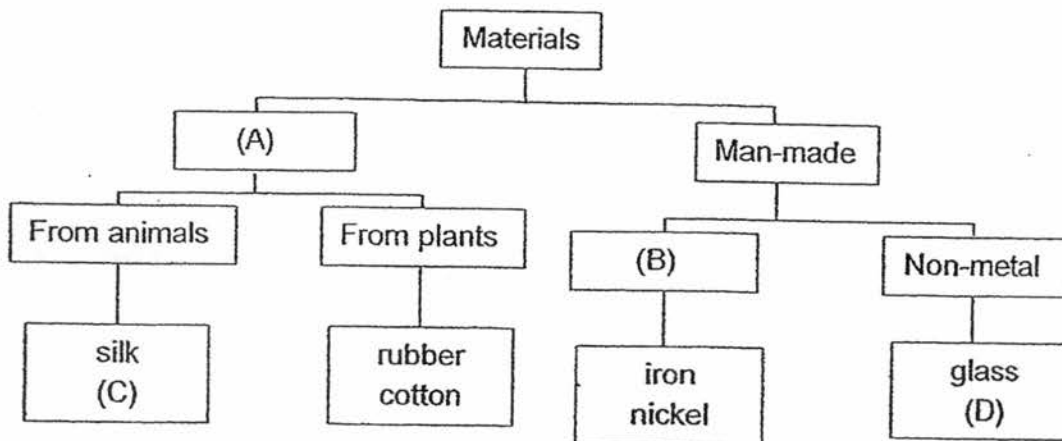 Materials
(A)
Man-made
From animals
From plants
(B)
Non-metal
silk
(C)
rubber
cotton
iron
nickel
glass
(D)